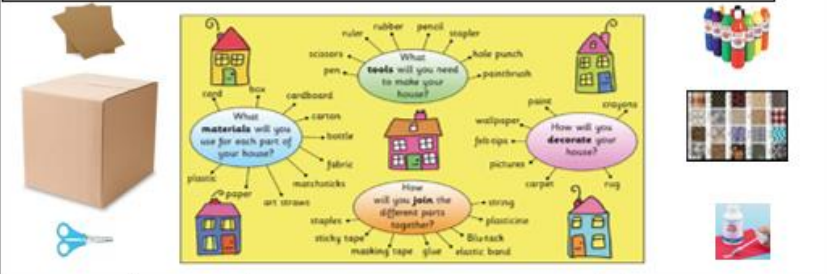 What
tools will you need
to make your
house?
ruler
rubber
pencil
stapler
scissors
hole punch
pen
paintbrush
What
materials will you
use for each part of
your house?
card
box
cardboard
carton
bottle
fabric
matchsticks
art straws
paper
plastic
How will you
decorate your
house?
paint
crayons
wallpaper
felt-tips
pictures
carpet
rug
How
will you join the
different parts
together?
string
plasticine
Blu-tack
elastic band
glue
masking tape
sticky tape
staples